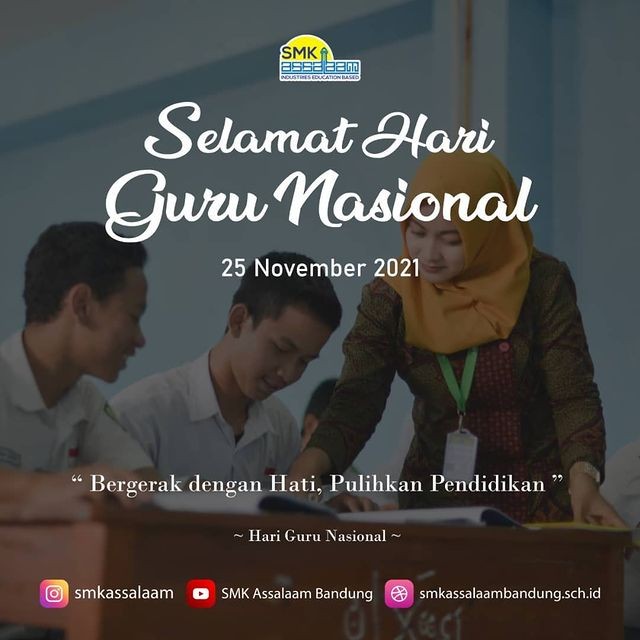 SMK
ASSALAAM
INDUSTRIES EDUCATION BASED
Selamat Hari
Guru Nasional
25 November 2021
“ Bergerak dengan Hati, Pulihkan Pendidikan ”
~ Hari Guru Nasional ~
smkassalaam SMK Assalaam Bandung smkassalaambandung.sch.id